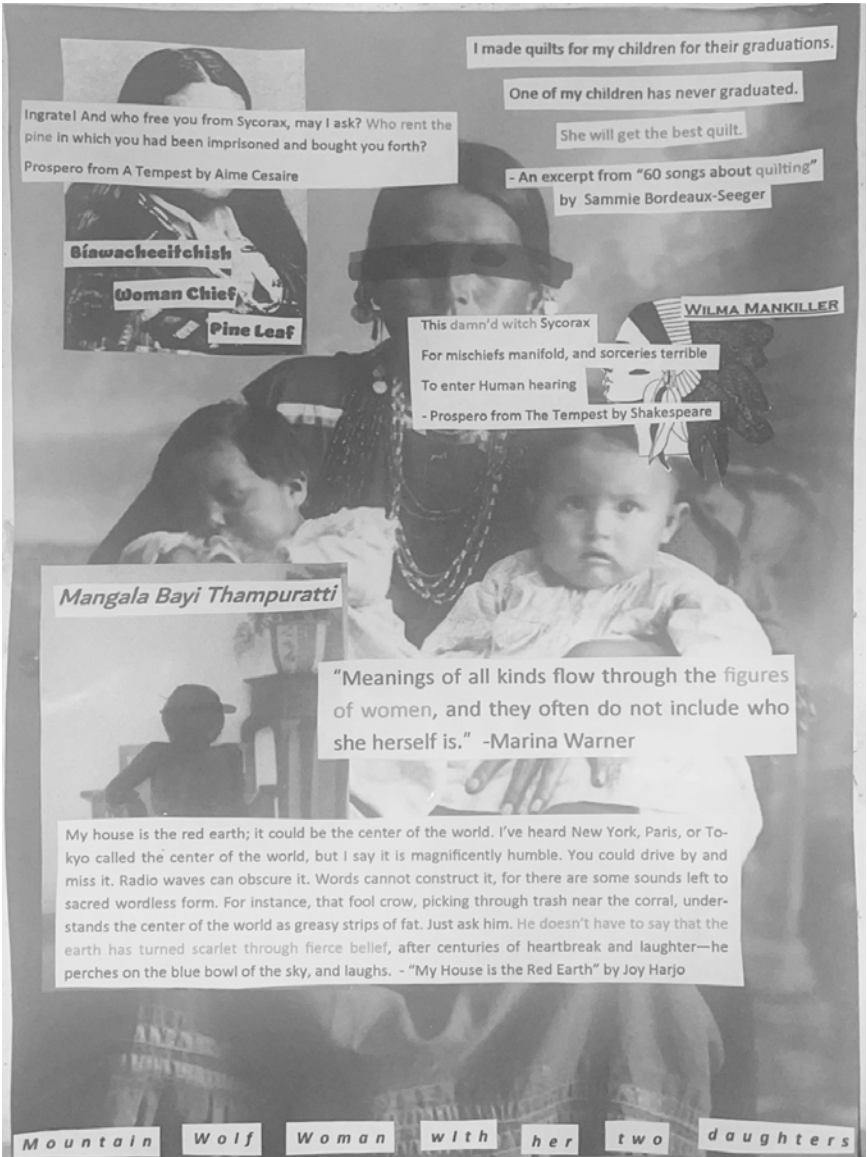 I made quilts for my children for their graduations.
One of my children has never graduated.
She will get the best quilt.
- An excerpt from “60 songs about quilting”
by Sammie Bordeaux-Seeger
Ingrate! And who free you from Sycorax, may I ask? Who rent the
pine in which you had been imprisoned and bought you forth?
Prospero from A Tempest by Aime Cesaire
Bíawacheeitchish
Woman Chief
Pine Leaf
WILMA MANKILLER
This damn’d witch Sycorax
For mischiefs manifold, and sorceries terrible
To enter Human hearing
- Prospero from The Tempest by Shakespeare
Mangala Bayi Thampuratti
“Meanings of all kinds flow through the figures
of women, and they often do not include who
she herself is.” -Marina Warner
My house is the red earth; it could be the center of the world. I’ve heard New York, Paris, or To-
kyo called the center of the world, but I say it is magnificently humble. You could drive by and
miss it. Radio waves can obscure it. Words cannot construct it, for there are some sounds left to
sacred wordless form. For instance, that fool crow, picking through trash near the corral, under-
stands the center of the world as greasy strips of fat. Just ask him. He doesn’t have to say that the
earth has turned scarlet through fierce belief, after centuries of heartbreak and laughter—he
perches on the blue bowl of the sky, and laughs. - “My House is the Red Earth” by Joy Harjo
Mountain Wolf Woman with her two daughters